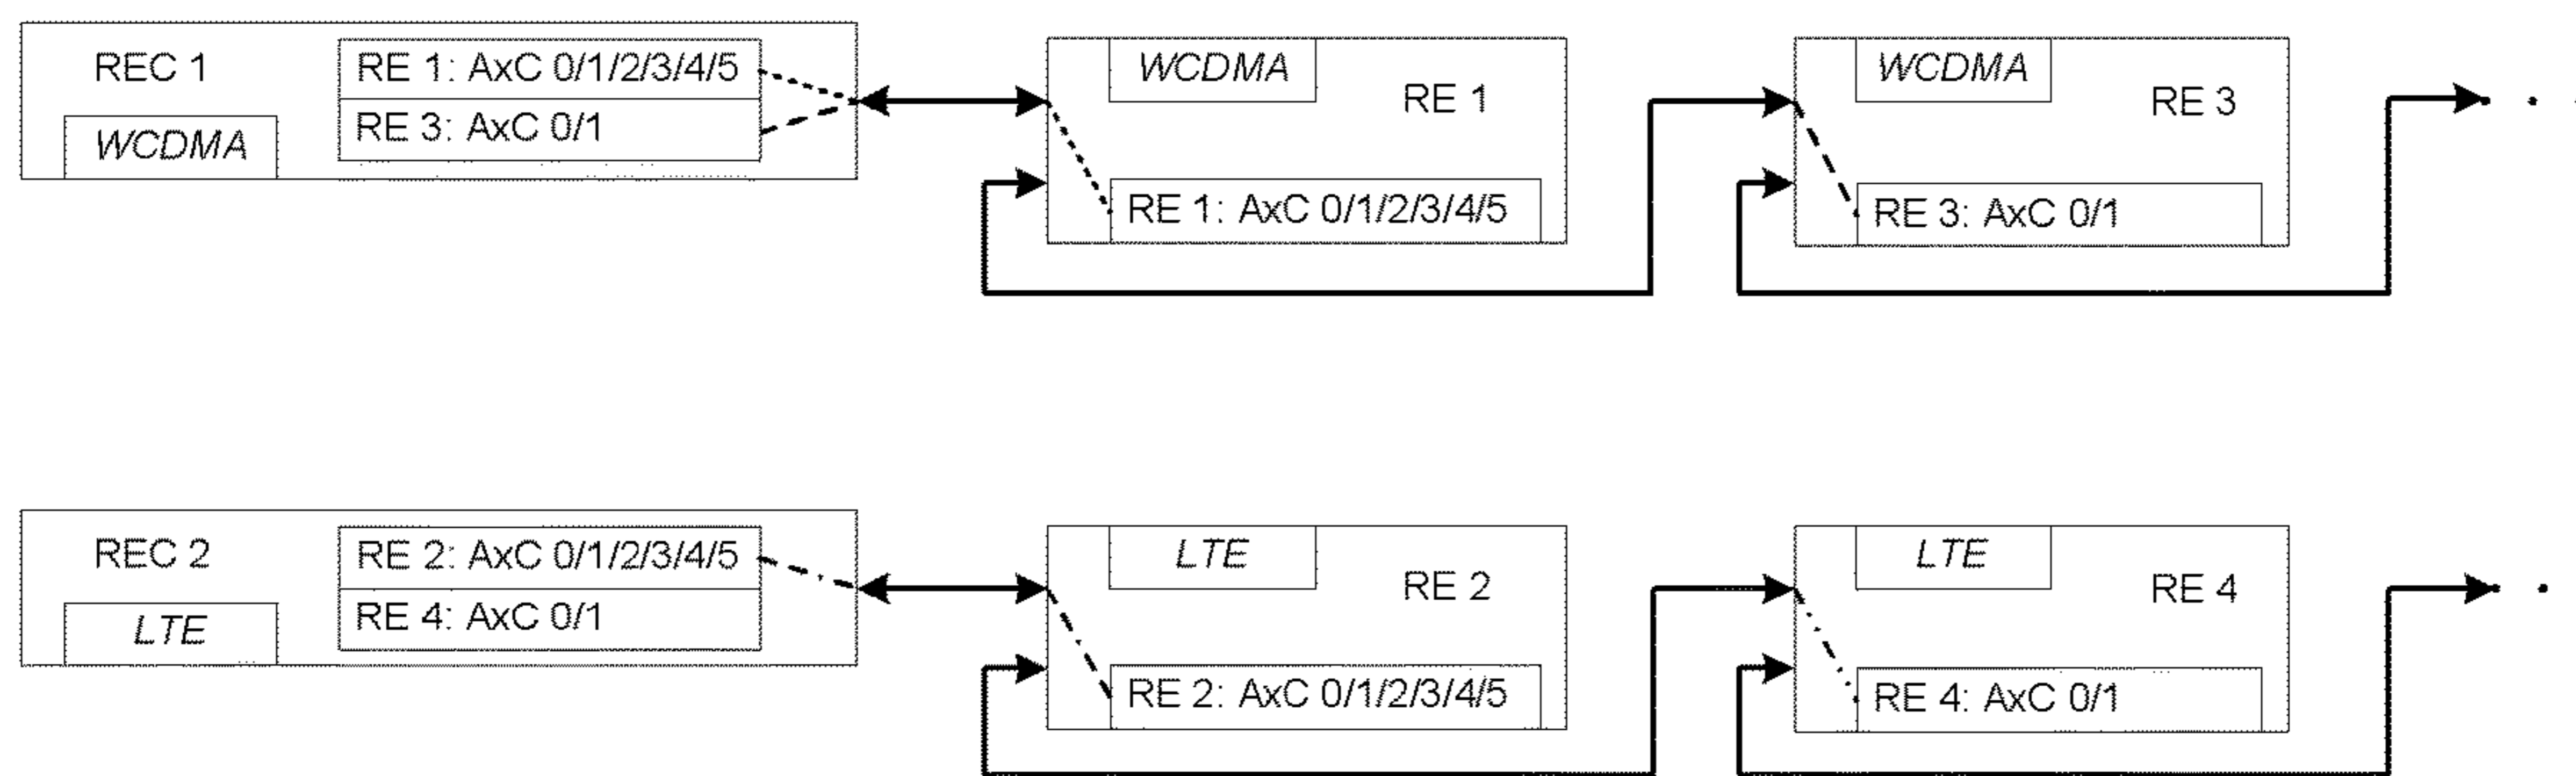 REC 1
RE 1: AxC 0/1/2/3/4/5
RE 3: AxC 0/1
WCDMA
WCDMA
RE 1
RE 1: AxC 0/1/2/3/4/5
WCDMA
RE 3
RE 3: AxC 0/1
REC 2
RE 2: AxC 0/1/2/3/4/5
RE 4: AxC 0/1
LTE
LTE
RE 2
RE 2: AxC 0/1/2/3/4/5
LTE
RE 4
RE 4: AxC 0/1